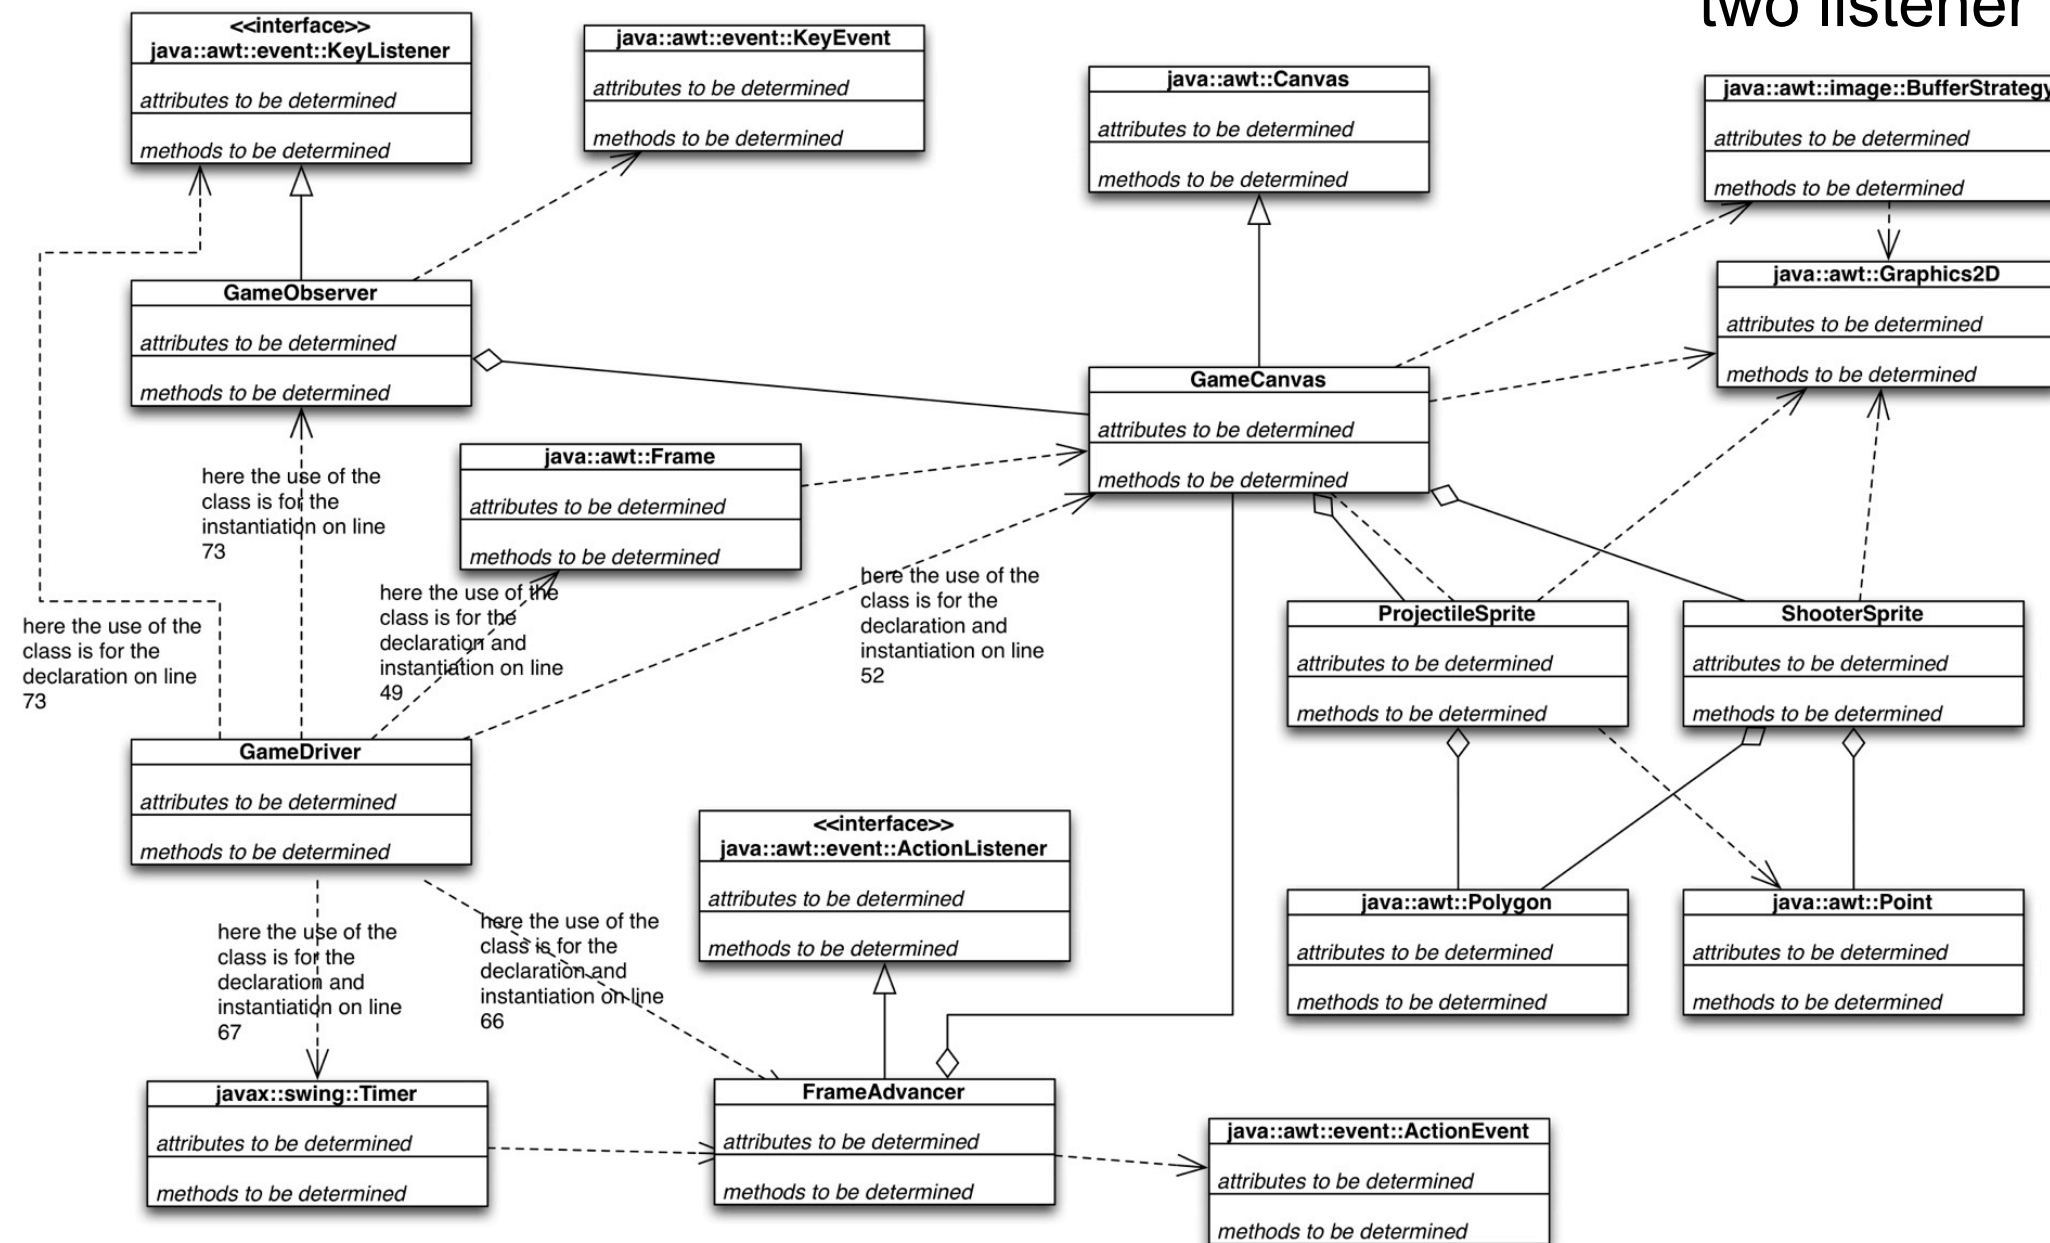 two listener
<<interface>>
java::awt::event::KeyListener
attributes to be determined
methods to be determined
java::awt::event::KeyEvent
attributes to be determined
methods to be determined
java::awt::Canvas
attributes to be determined
methods to be determined
java::awt::image::BufferStrategy
attributes to be determined
methods to be determined
java::awt::Graphics2D
attributes to be determined
methods to be determined
GameObserver
attributes to be determined
methods to be determined
GameCanvas
attributes to be determined
methods to be determined
java::awt::Frame
attributes to be determined
methods to be determined
here the use of the
class is for the
instantiation on line
73
here the use of the
class is for the
declaration and
instantiation on line
49
here the use of the
class is for the
declaration and
instantiation on line
52
here the use of the
class is for the
declaration on line
73
ProjectileSprite
attributes to be determined
methods to be determined
ShooterSprite
attributes to be determined
methods to be determined
GameDriver
attributes to be determined
methods to be determined
<<interface>>
java::awt::event::ActionListener
attributes to be determined
methods to be determined
java::awt::Polygon
attributes to be determined
methods to be determined
java::awt::Point
attributes to be determined
methods to be determined
here the use of the
class is for the
declaration and
instantiation on line
67
here the use of the
class is for the
declaration and
instantiation on line
66
javax::swing::Timer
attributes to be determined
methods to be determined
FrameAdvancer
attributes to be determined
methods to be determined
java::awt::event::ActionEvent
attributes to be determined
methods to be determined